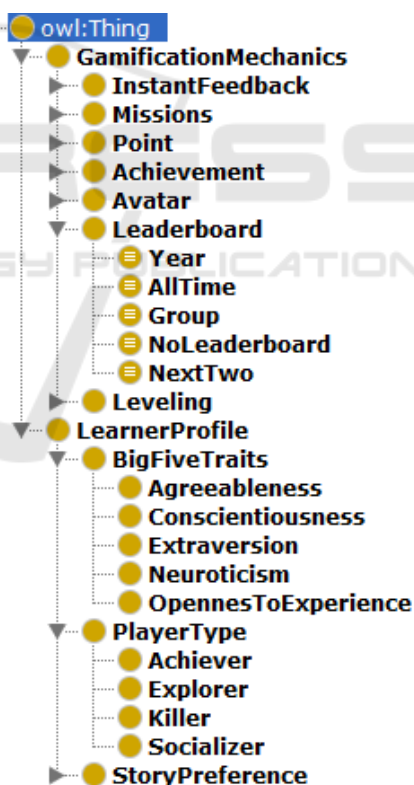 owl:Thing
GamificationMechanics
InstantFeedback
Missions
Point
Achievement
Avatar
Leaderboard
Year
AllTime
Group
NoLeaderboard
NextTwo
Leveling
LearnerProfile
BigFiveTraits
Agreeableness
Conscientiousness
Extraversion
Neuroticism
OpennesToExperience
PlayerType
Achiever
Explorer
Killer
Socializer
StoryPreference